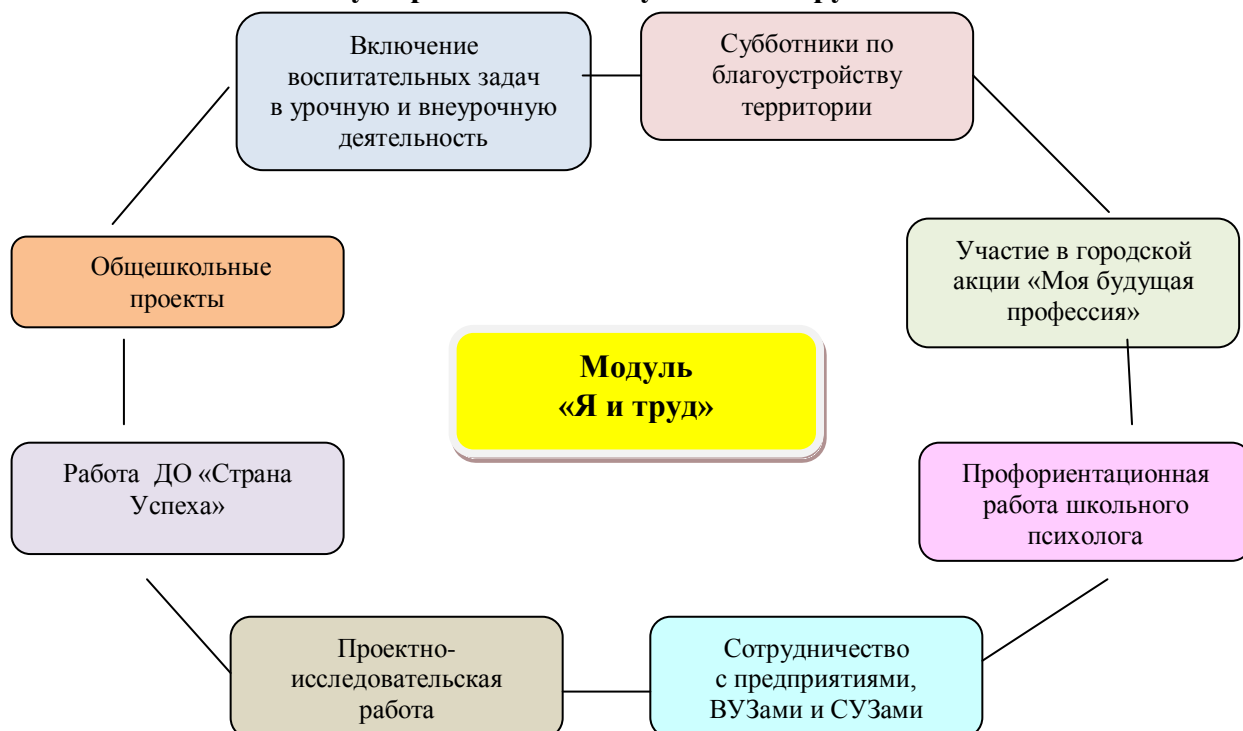 Включение
воспитательных задач
в урочную и внеурочную
деятельность
Субботники по
благоустройству
территории
Общешкольные
проекты
Участие в городской
акции «Моя будущая
профессия»
Модуль
«Я и труд»
Работа ДО «Страна
Успеха»
Профориентационная
работа школьного
психолога
Проектно-
исследовательская
работа
Сотрудничество
с предприятиями,
ВУЗами и СУЗами